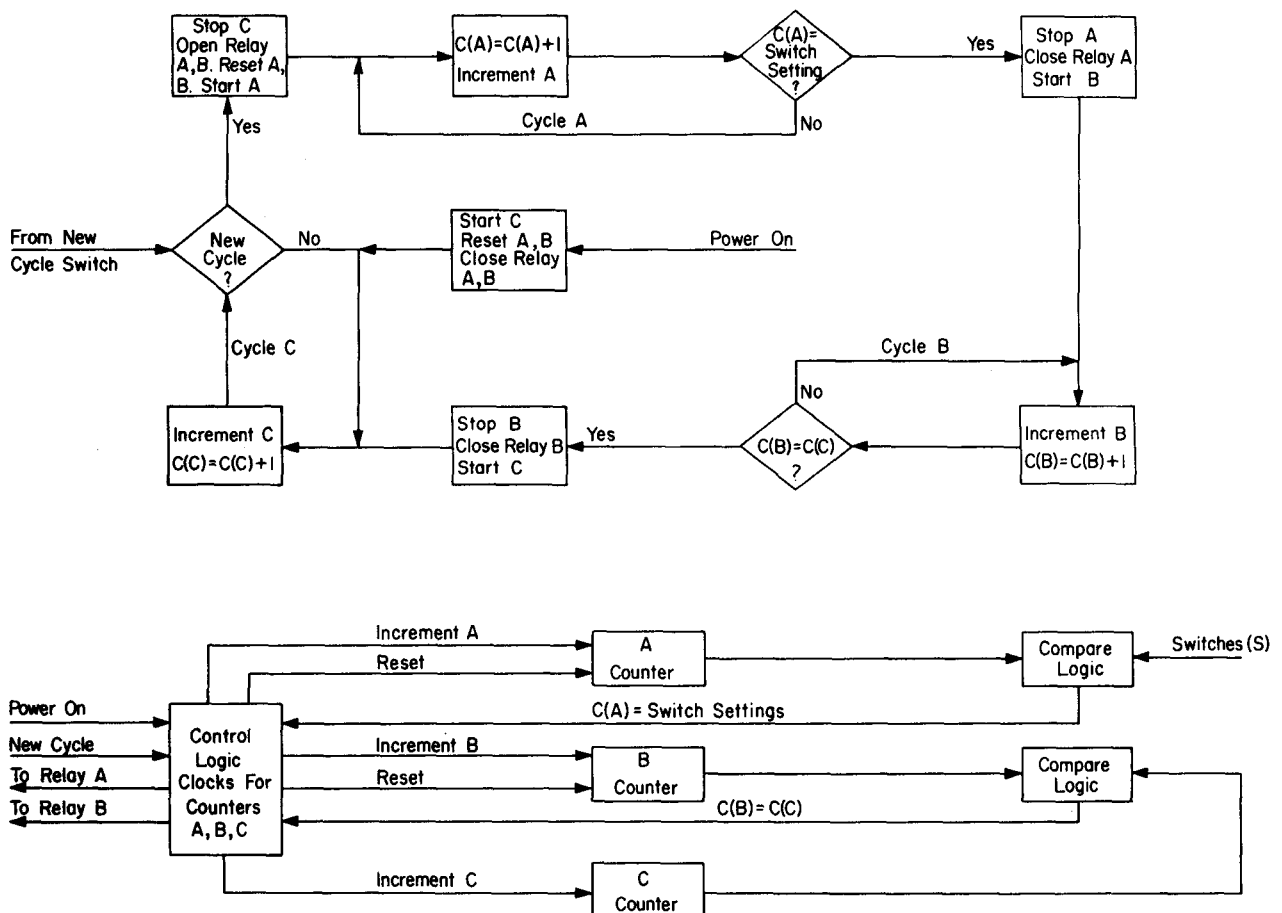 Stop C
Open Relay
A,B. Reset A,
B. Start A
C(A)=C(A)+1
Increment A
C(A)=
Switch
Setting
?
Yes
Stop A
Close Relay A
Start B
No
Cycle A
Yes
From New
Cycle Switch
New
Cycle
?
No
Start C
Reset A,B
Close Relay
A,B
Power On
Cycle C
Cycle B
No
Increment C
C(C)=C(C)+1
Stop B
Close Relay B
Start C
Yes
C(B)=C(C)
?
Increment B
C(B)=C(B)+1
Increment A
Reset
A
Counter
Compare
Logic
Switches (S)
Power On
C(A) = Switch Settings
New Cycle
To Relay A
To Relay B
Control
Logic
Clocks For
Counters
A, B, C
Increment B
Reset
B
Counter
Compare
Logic
C(B)= C(C)
Increment C
C
Counter